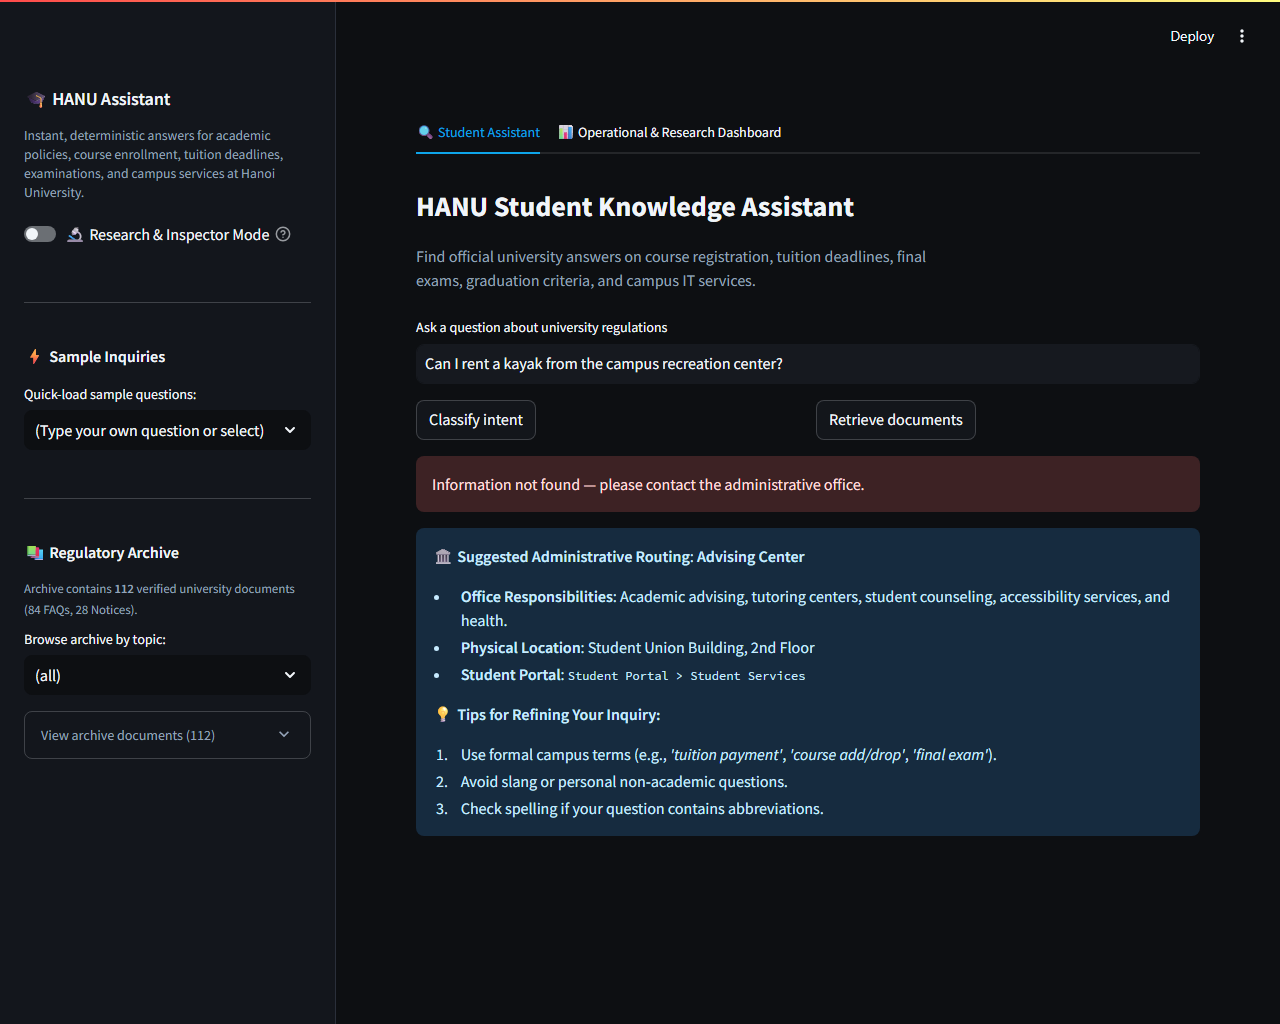 Deploy
HANU Assistant
Instant, deterministic answers for academic
policies, course enrollment, tuition deadlines,
examinations, and campus services at Hanoi
University.
Research & Inspector Mode
Sample Inquiries
Quick-load sample questions:
(Type your own question or select)
Regulatory Archive
Archive contains 112 verified university documents
(84 FAQs, 28 Notices).
Browse archive by topic:
(all)
View archive documents (112)
Student Assistant
Operational & Research Dashboard
HANU Student Knowledge Assistant
Find official university answers on course registration, tuition deadlines, final
exams, graduation criteria, and campus IT services.
Ask a question about university regulations
Can I rent a kayak from the campus recreation center?
Classify intent
Retrieve documents
Information not found — please contact the administrative office.
Suggested Administrative Routing: Advising Center
• Office Responsibilities: Academic advising, tutoring centers, student counseling, accessibility services, and
health.
• Physical Location: Student Union Building, 2nd Floor
• Student Portal: Student Portal > Student Services
Tips for Refining Your Inquiry:
1. Use formal campus terms (e.g., 'tuition payment', 'course add/drop', 'final exam').
2. Avoid slang or personal non-academic questions.
3. Check spelling if your question contains abbreviations.